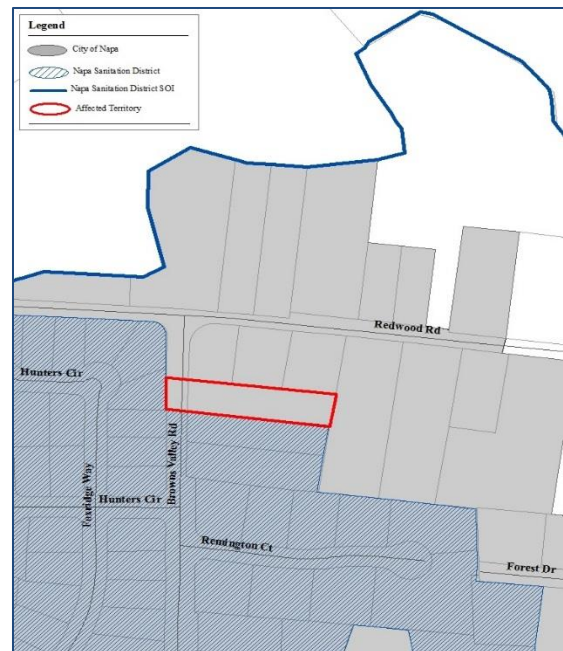 Legend
City of Napa
Napa Sanitation District
Napa Sanitation District SOI
Affected Territory
Redwood Rd
Hunters Cir
Browns Valley Rd
Foxridge Way
Hunters Cir
Remington Ct
Forest Dr